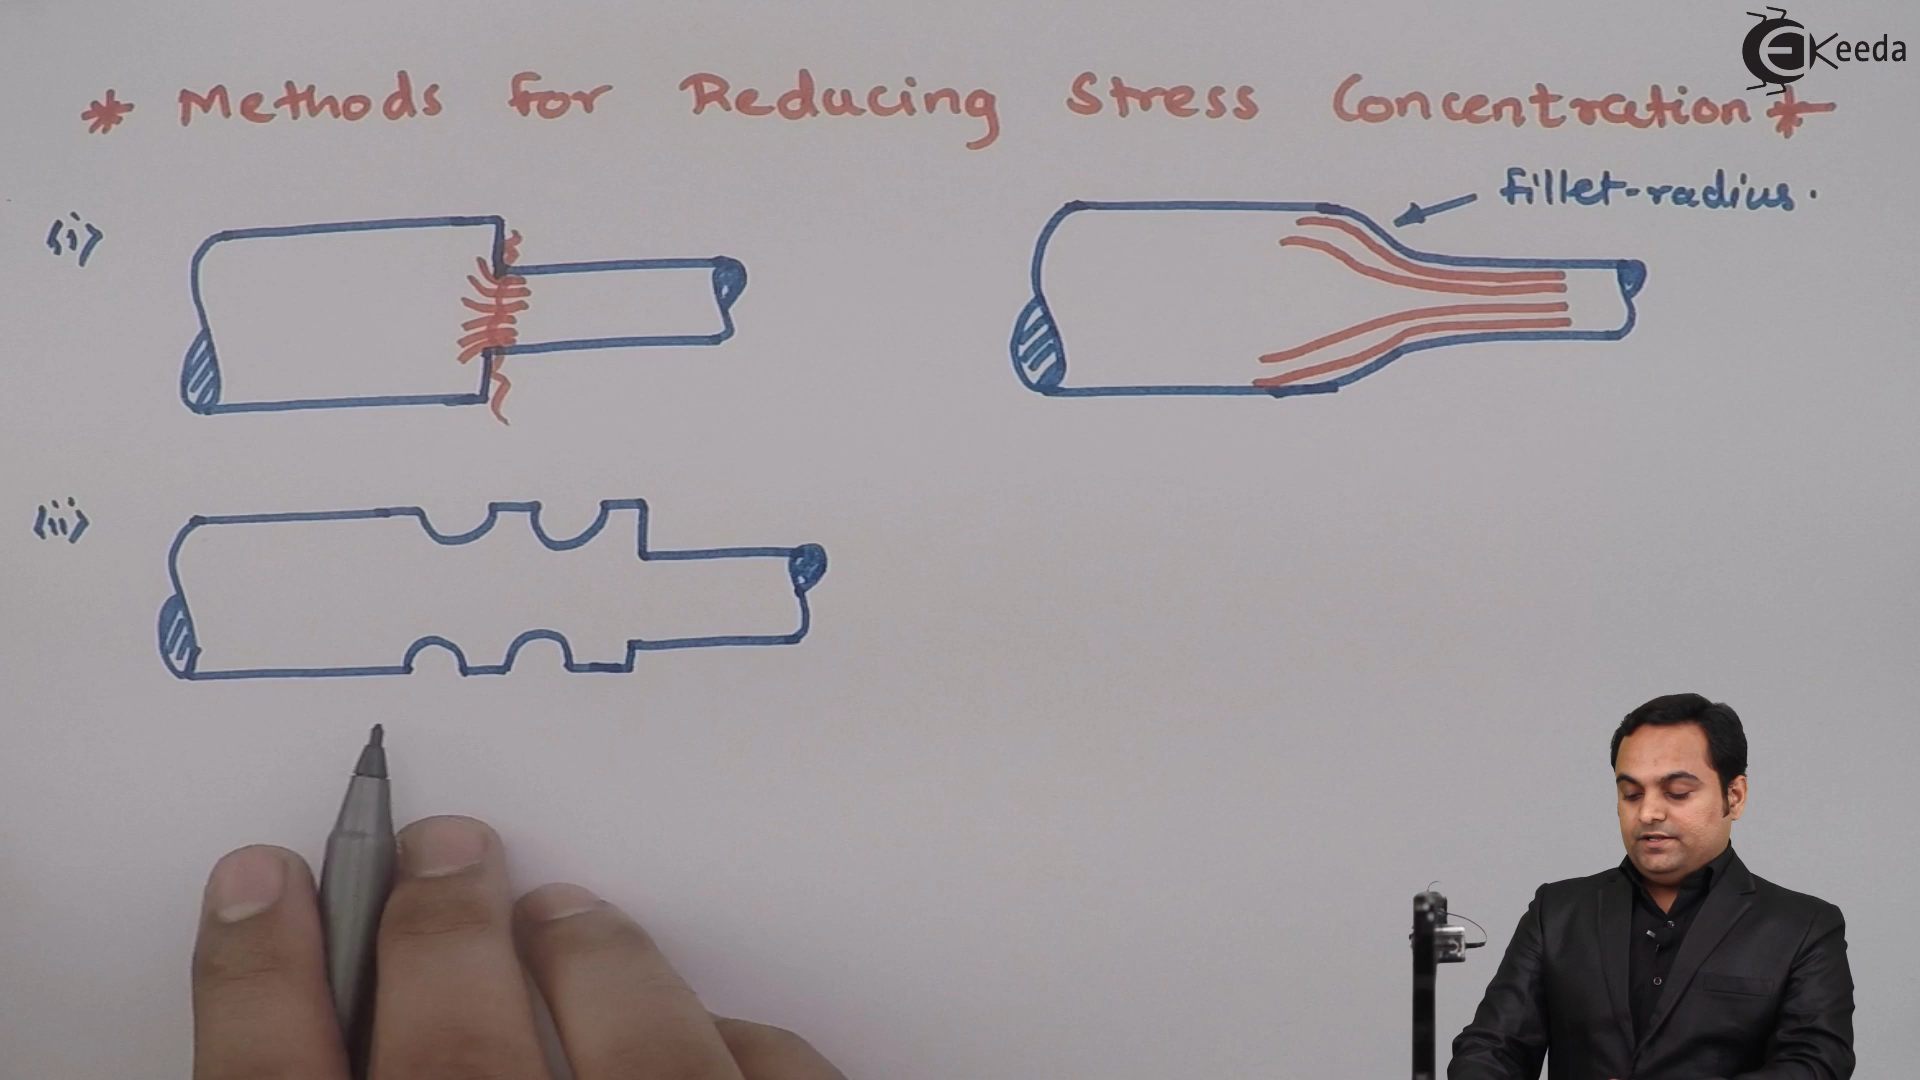 EKeeda
* Methods for Reducing Stress Concentration *
fillet-radius.
(i)
(ii)